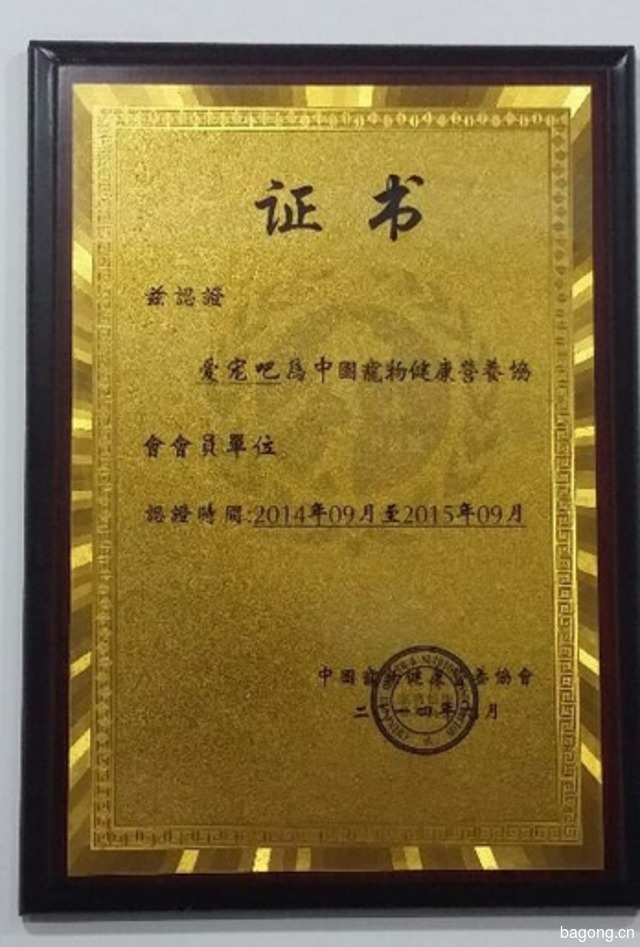 证书
兹認證
爱宠吧爲中國寵物健康營養協
會會員單位
認證時間:2014年09月至2015年09月
中國寵物健康營養協會
二 一四年 月
bagong.cn